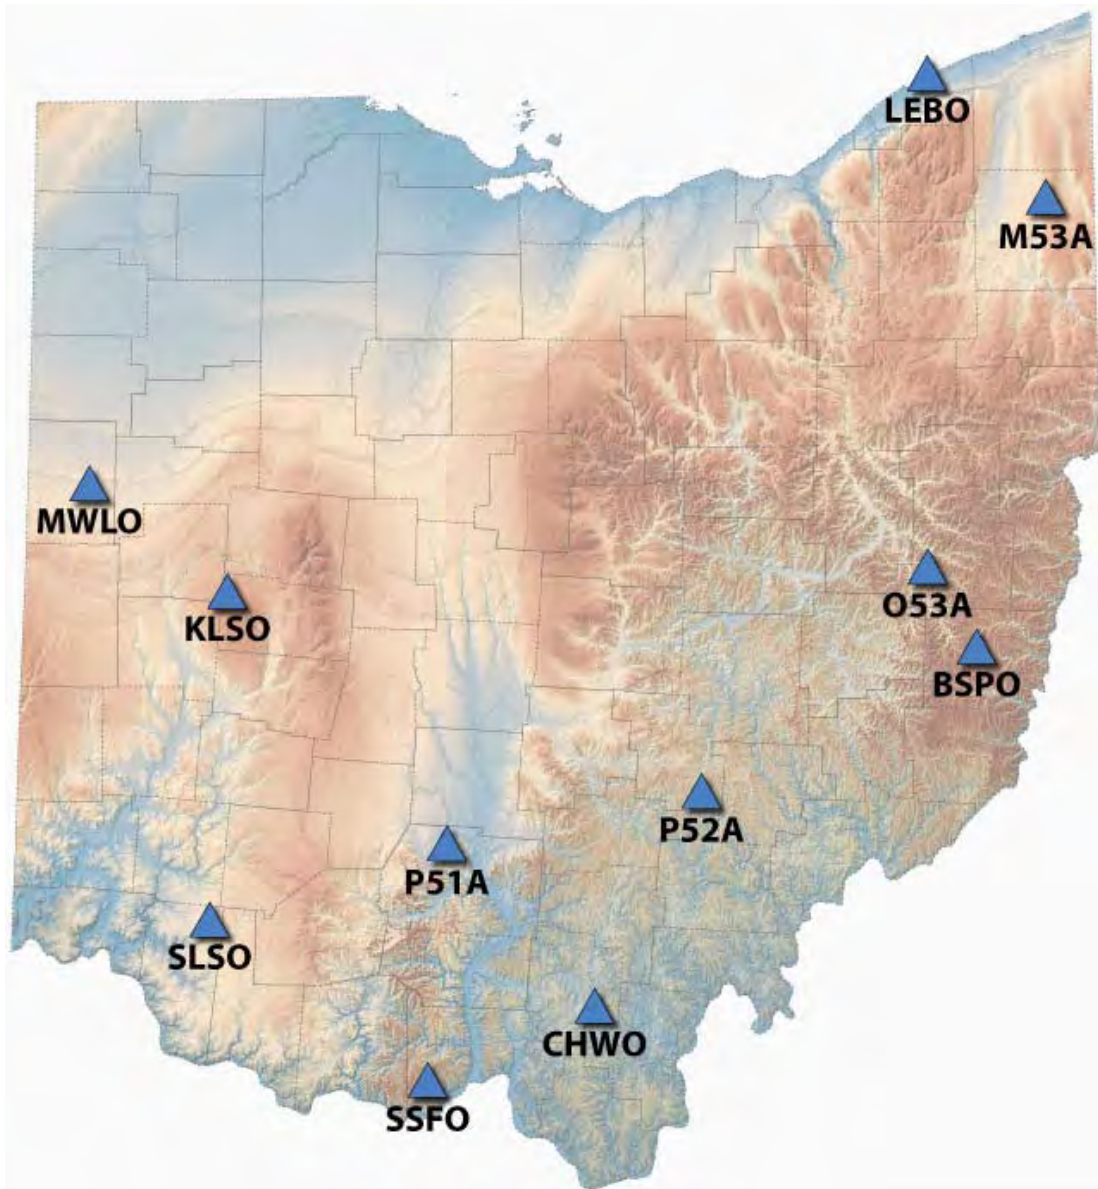 LEBO
M53A
MWLO
O53A
KLSO
BSPO
P52A
P51A
SLSO
CHWO
SSFO